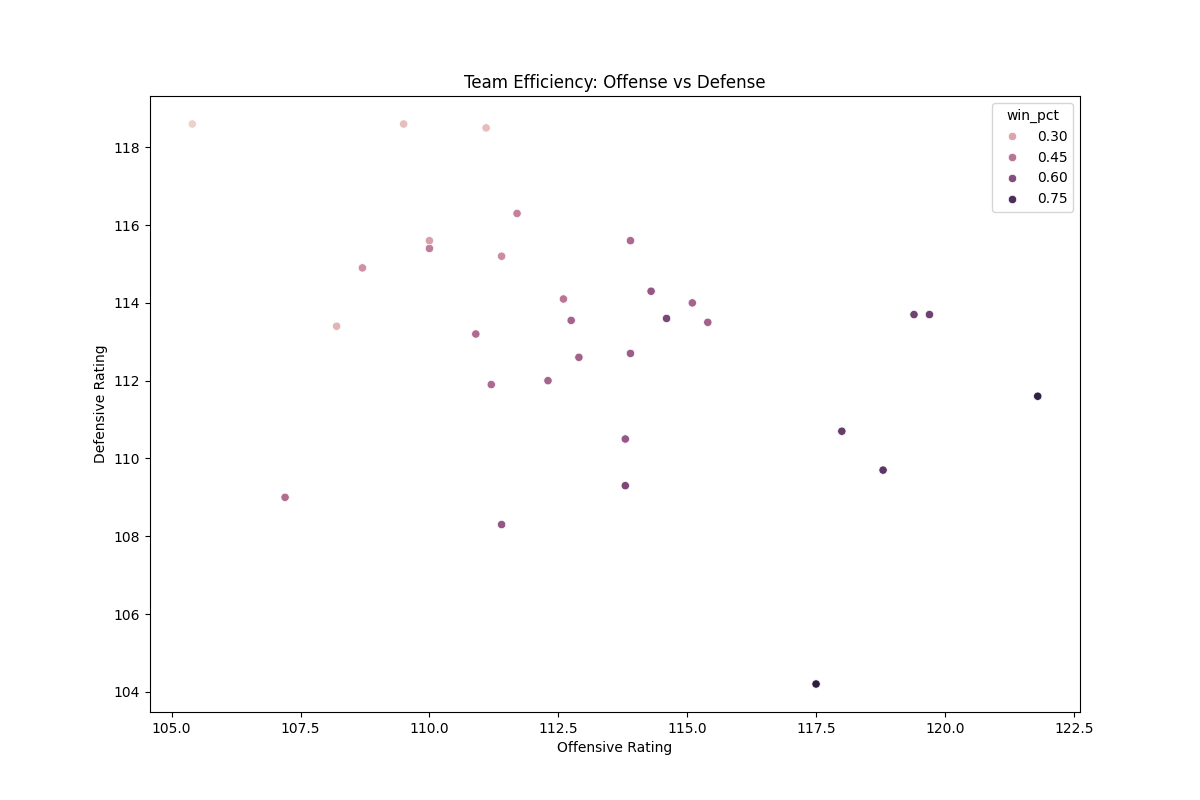 Team Efficiency: Offense vs Defense
win_pct
0.30
0.45
0.60
0.75
118
116
114
112
110
108
106
104
Defensive Rating
105.0 107.5 110.0 112.5 115.0 117.5 120.0 122.5
Offensive Rating